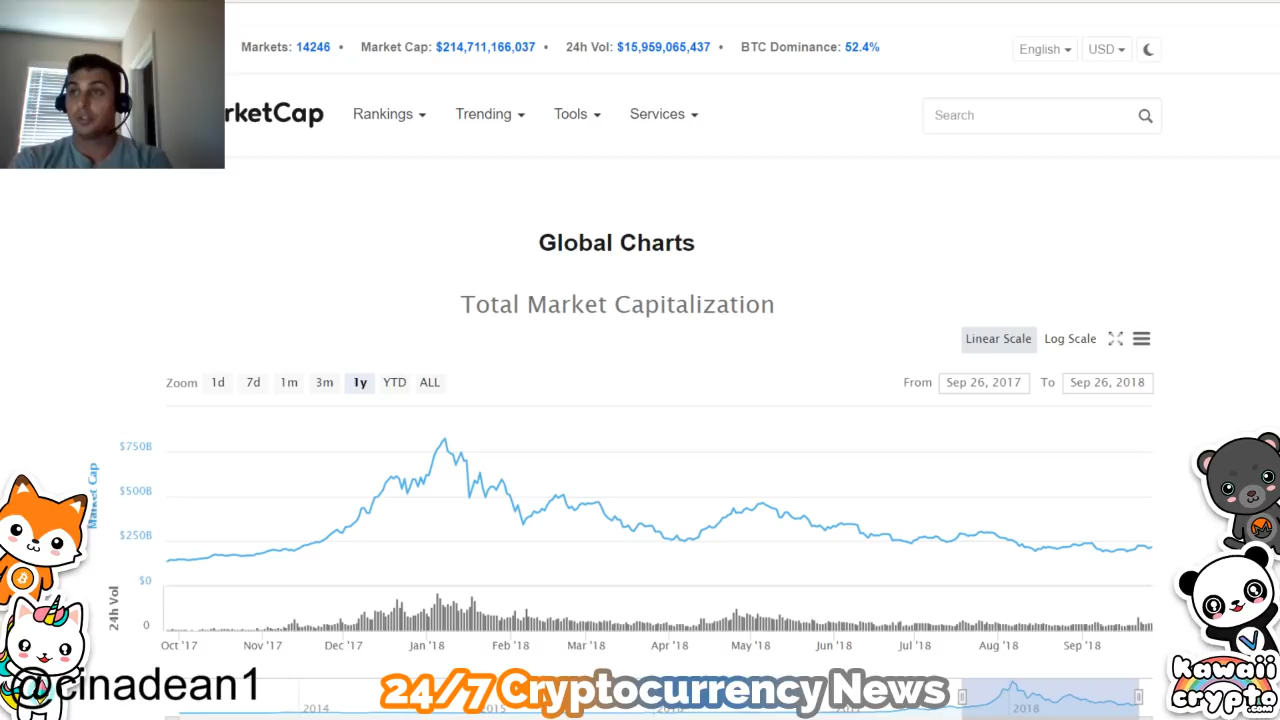 Markets: 14246 • Market Cap: $214,711,166,037 • 24h Vol: $15,959,065,437 • BTC Dominance: 52.4%
English USD
rketCap Rankings Trending Tools Services
Search
Global Charts
Total Market Capitalization
Linear Scale Log Scale
Zoom 1d 7d 1m 3m 1y YTD ALL
From Sep 26, 2017 To Sep 26, 2018
$750B
$500B
$250B
$0
Market Cap
24h Vol
0
Oct '17 Nov '17 Dec '17 Jan '18 Feb '18 Mar '18 Apr '18 May '18 Jun '18 Jul '18 Aug '18 Sep '18
@cinadean1
24/7 Cryptocurrency News
2014 2015 2018
kawaii
crypto
.com